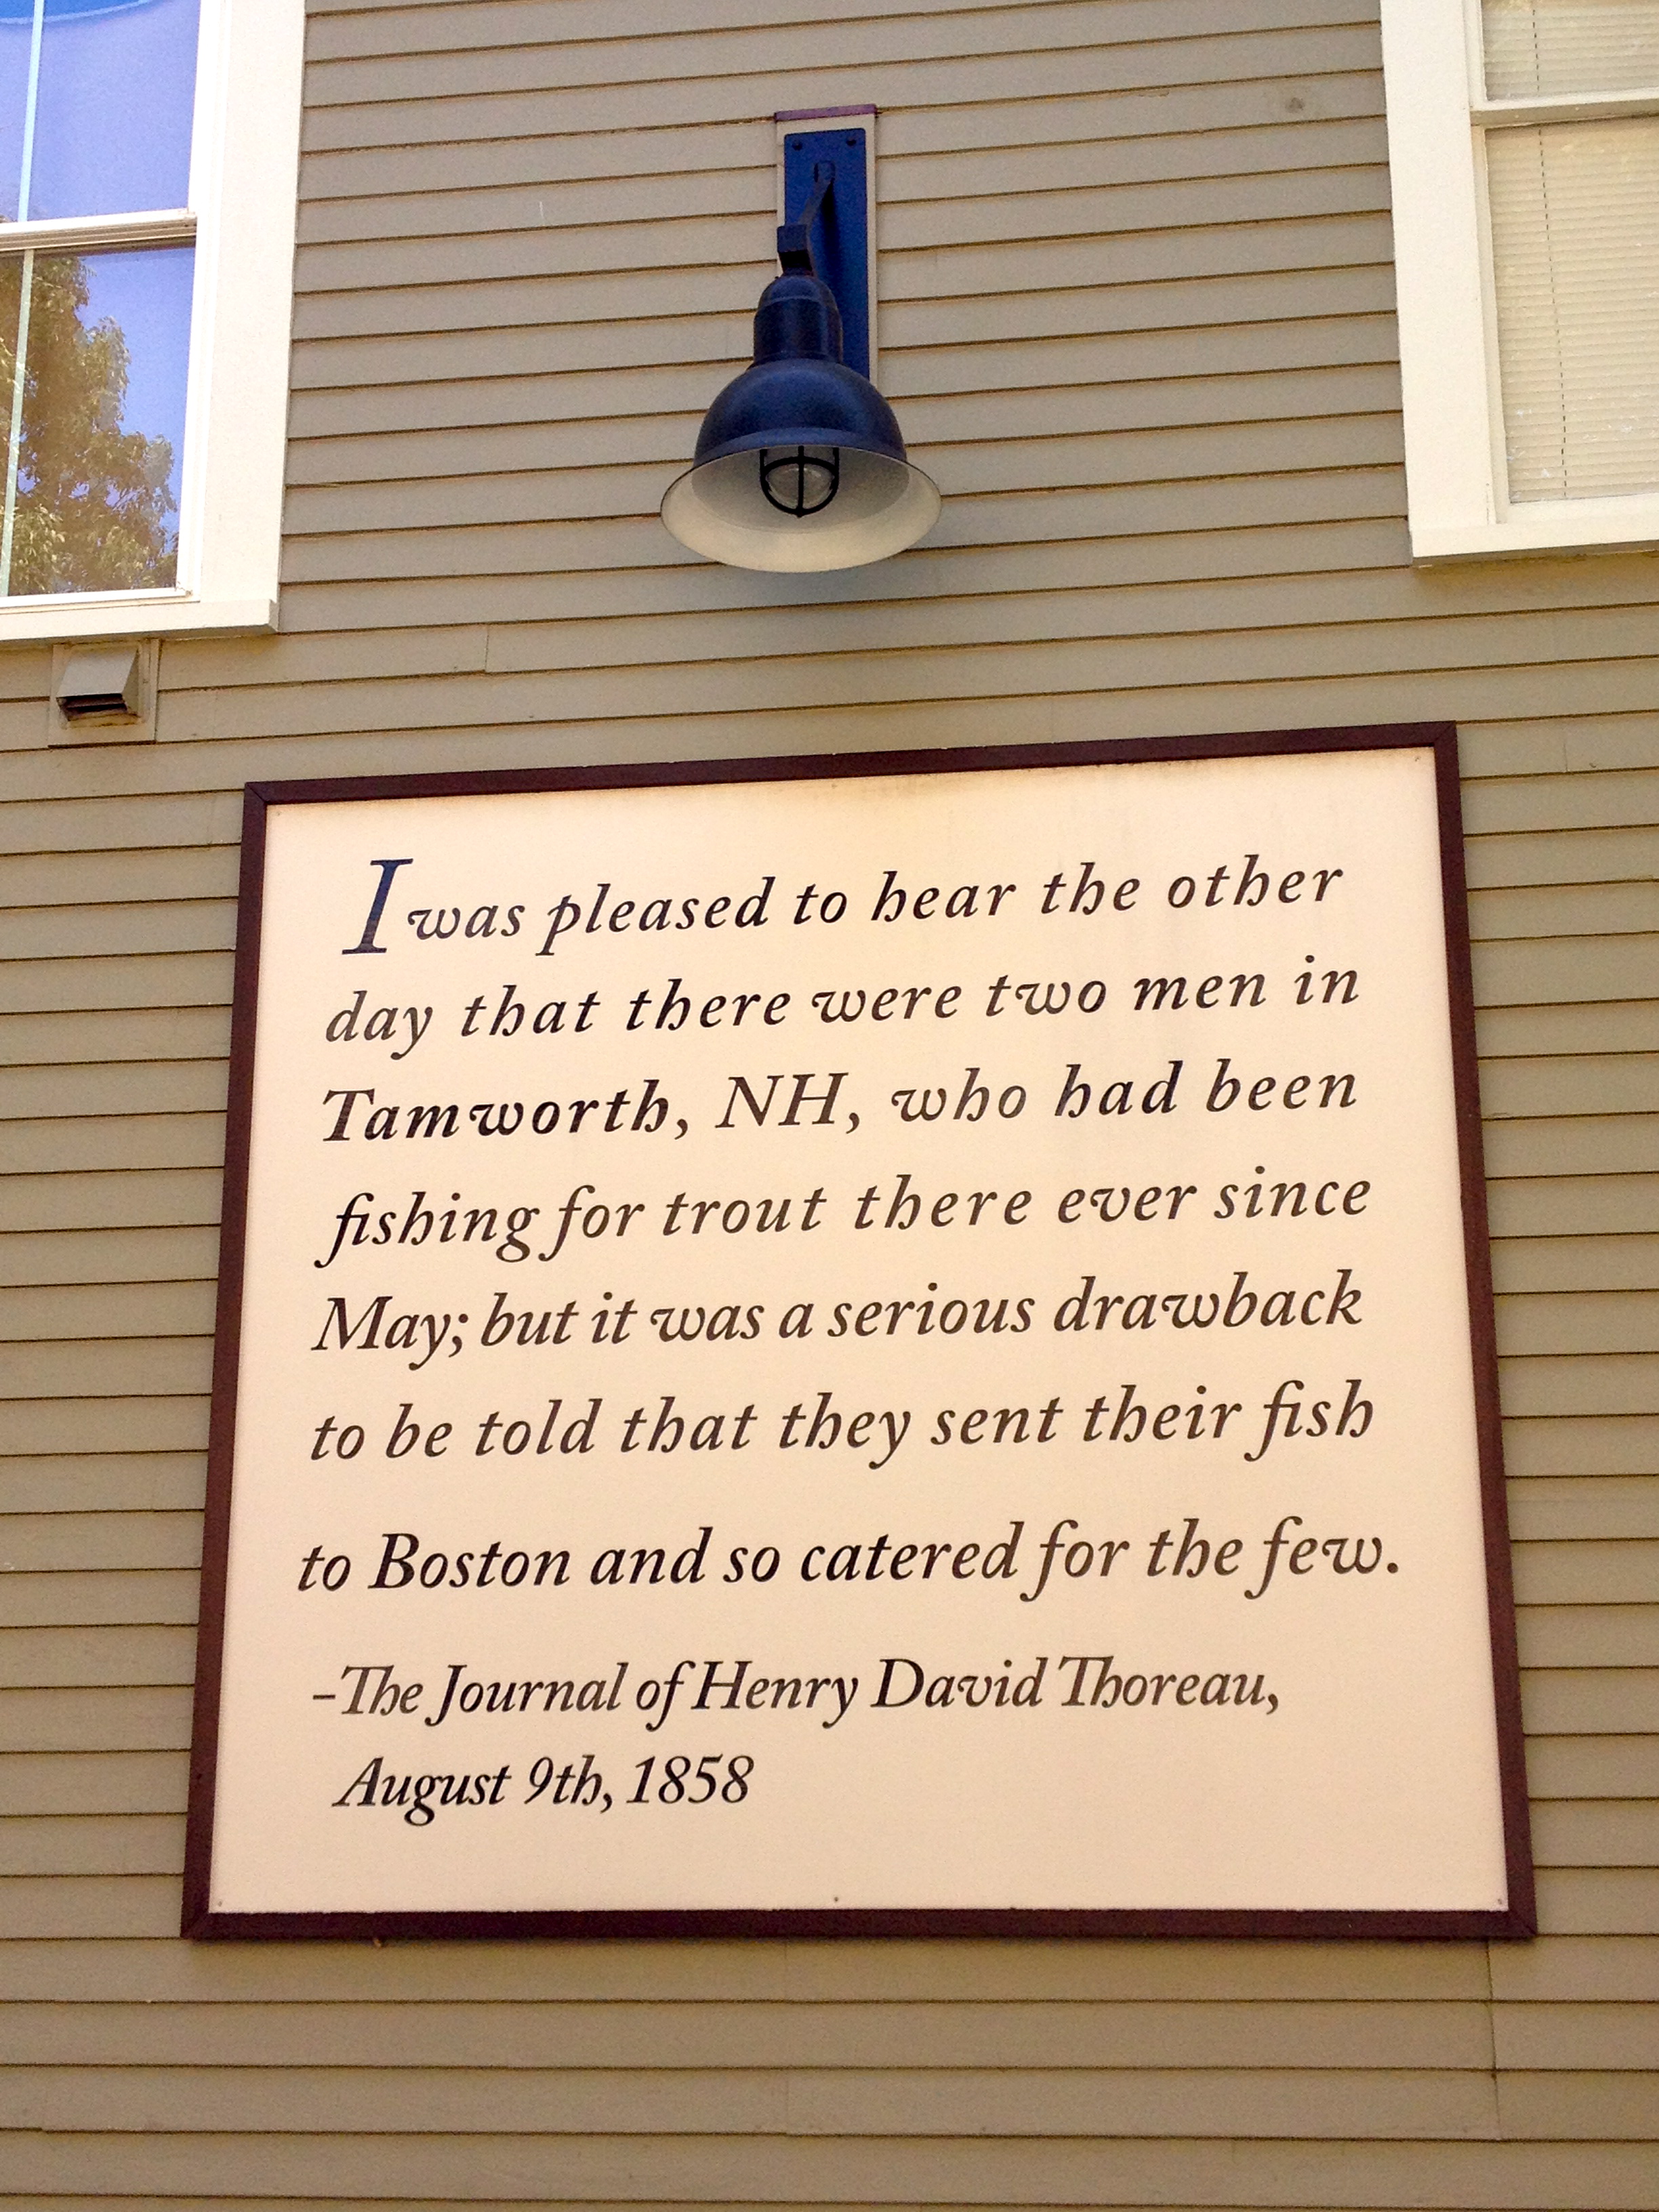 I was pleased to hear the other
day that there were two men in
Tamworth, NH, who had been
fishing for trout there ever since
May; but it was a serious drawback
to be told that they sent their fish
to Boston and so catered for the few.
–The Journal of Henry David Thoreau,
August 9th, 1858